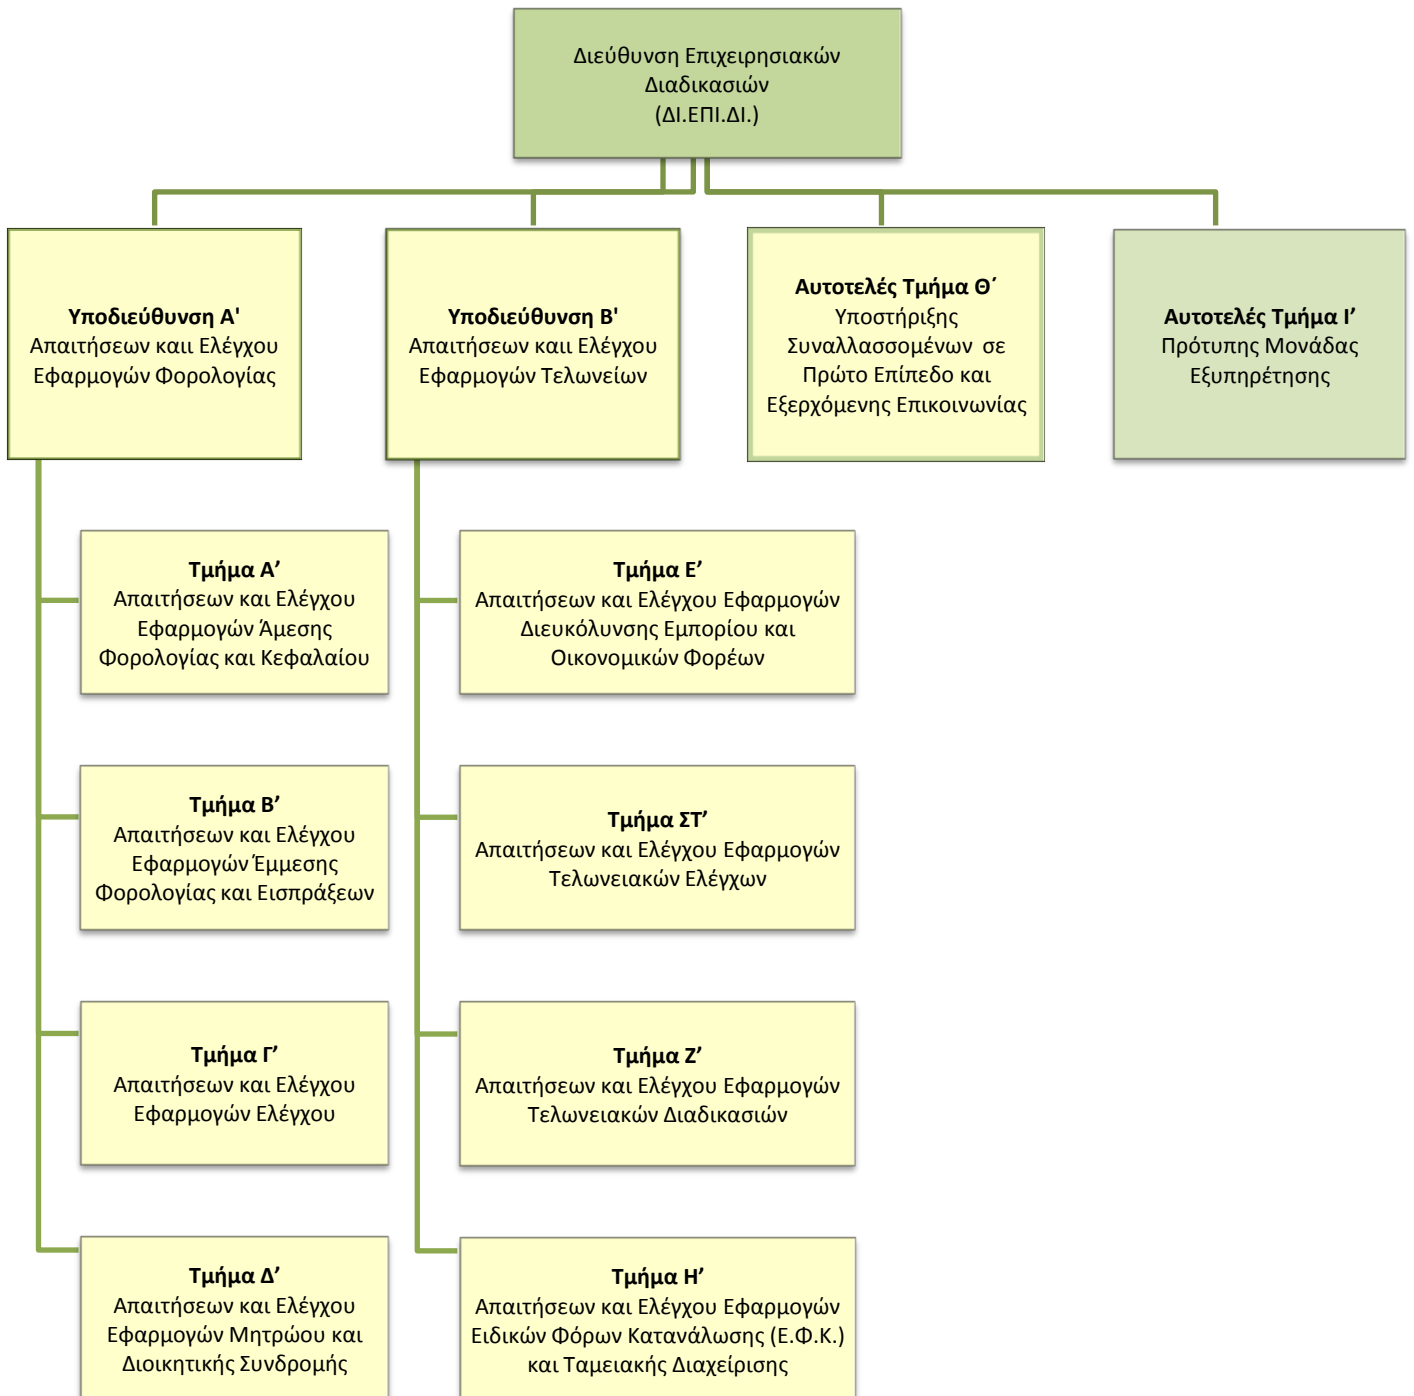 Διεύθυνση Επιχειρησιακών
Διαδικασιών
(ΔΙ.ΕΠΙ.ΔΙ.)
Υποδιεύθυνση Α'
Απαιτήσεων καιι Ελέγχου
Εφαρμογών Φορολογίας
Υποδιεύθυνση Β'
Απαιτήσεων καιι Ελέγχου
Εφαρμογών Τελωνείων
Αυτοτελές Τμήμα Θ΄
Υποστήριξης
Συναλλασσομένων σε
Πρώτο Επίπεδο και
Εξερχόμενης Επικοινωνίας
Αυτοτελές Τμήμα Ι’
Πρότυπης Μονάδας
Εξυπηρέτησης
Τμήμα Α’
Απαιτήσεων και Ελέγχου
Εφαρμογών Άμεσης
Φορολογίας και Κεφαλαίου
Τμήμα Β’
Απαιτήσεων και Ελέγχου
Εφαρμογών Έμμεσης
Φορολογίας και Εισπράξεων
Τμήμα Γ’
Απαιτήσεων και Ελέγχου
Εφαρμογών Ελέγχου
Τμήμα Δ’
Απαιτήσεων και Ελέγχου
Εφαρμογών Μητρώου και
Διοικητικής Συνδρομής
Τμήμα Ε’
Απαιτήσεων και Ελέγχου Εφαρμογών
Διευκόλυνσης Εμπορίου και
Οικονομικών Φορέων
Τμήμα ΣΤ’
Απαιτήσεων και Ελέγχου Εφαρμογών
Τελωνειακών Ελέγχων
Τμήμα Ζ’
Απαιτήσεων και Ελέγχου Εφαρμογών
Τελωνειακών Διαδικασιών
Τμήμα Η’
Απαιτήσεων και Ελέγχου Εφαρμογών
Ειδικών Φόρων Κατανάλωσης (Ε.Φ.Κ.)
και Ταμειακής Διαχείρισης